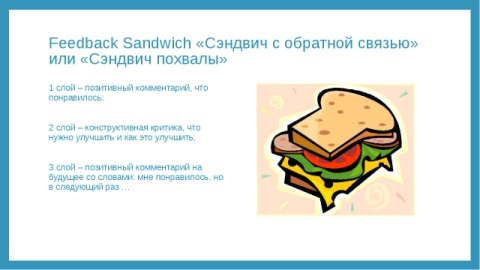 Feedback Sandwich «Сэндвич с обратной связью»
или «Сэндвич похвалы»
1 слой – позитивный комментарий, что
понравилось;
2 слой – конструктивная критика, что
нужно улучшить и как это улучшить;
3 слой – позитивный комментарий на
будущее со словами: мне понравилось, но
в следующий раз …